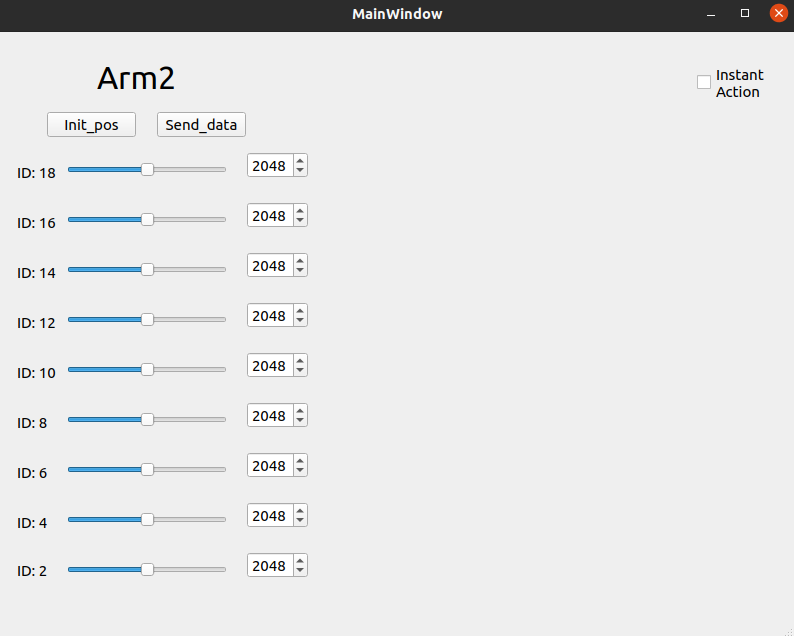 MainWindow
Arm2
Instant
Action
Init_pos Send_data
ID: 18 2048
ID: 16 2048
ID: 14 2048
ID: 12 2048
ID: 10 2048
ID: 8 2048
ID: 6 2048
ID: 4 2048
ID: 2 2048